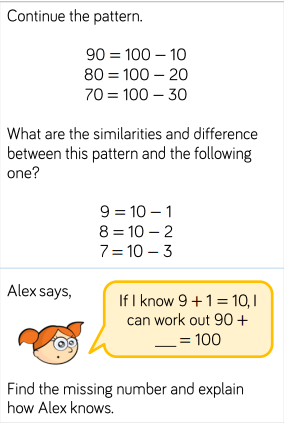 Continue the pattern.
90 = 100 – 10
80 = 100 – 20
70 = 100 – 30
What are the similarities and difference
between this pattern and the following
one?
9 = 10 – 1
8 = 10 – 2
7 = 10 – 3
Alex says,
If I know 9 + 1 = 10, I
can work out 90 +
___ = 100
Find the missing number and explain
how Alex knows.